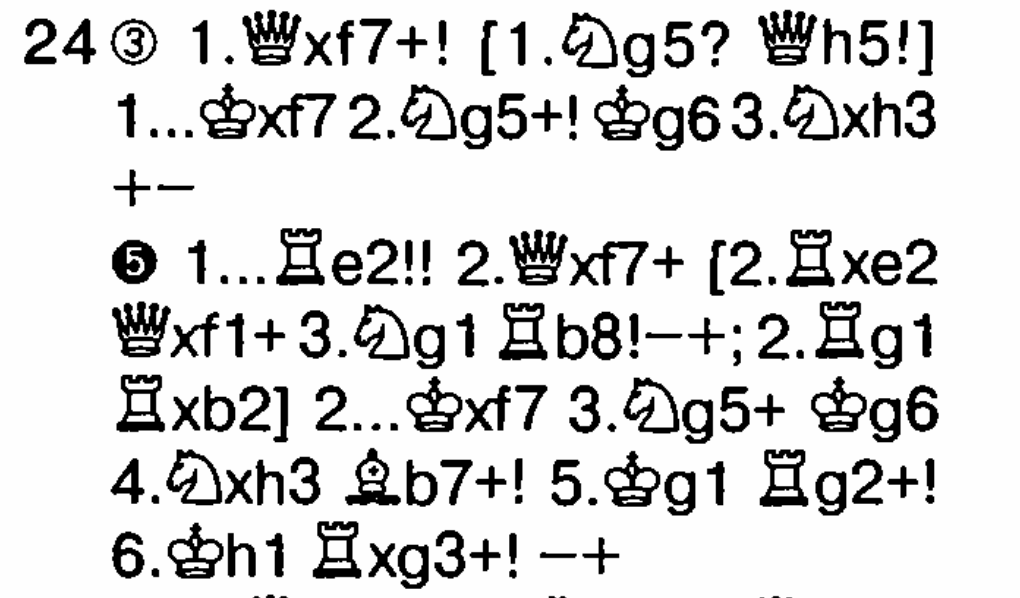 24 ③ 1.♕xf7+! [1.♘g5? ♕h5!]
1...♔xf7 2.♘g5+! ♔g6 3.♘xh3
+−
❺ 1...♖e2!! 2.♕xf7+ [2.♖xe2
♕xf1+ 3.♘g1 ♖b8!−+; 2.♖g1
♖xb2] 2...♔xf7 3.♘g5+ ♔g6
4.♘xh3 ♗b7+! 5.♔g1 ♖g2+!
6.♔h1 ♖xg3+! −+